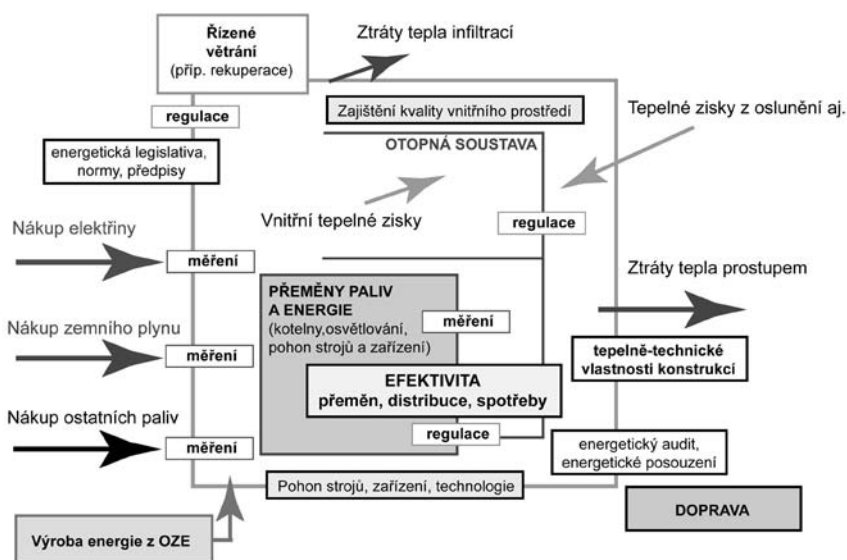 Řízené
větrání
(příp. rekuperace)
Ztráty tepla infiltrací
regulace
Zajištění kvality vnitřního prostředí
Tepelné zisky z oslunění aj.
energetická legislativa,
normy, předpisy
OTOPNÁ SOUSTAVA
Vnitřní tepelné zisky
regulace
Nákup elektřiny
měření
Ztráty tepla prostupem
PŘEMĚNY PALIV
A ENERGIE
(kotelny,osvětlování,
pohon strojů a zařízení)
měření
Nákup zemního plynu
měření
tepelně-technické
vlastnosti konstrukcí
EFEKTIVITA
přeměn, distribuce, spotřeby
Nákup ostatních paliv
měření
regulace
energetický audit,
energetické posouzení
Pohon strojů, zařízení, technologie
DOPRAVA
Výroba energie z OZE